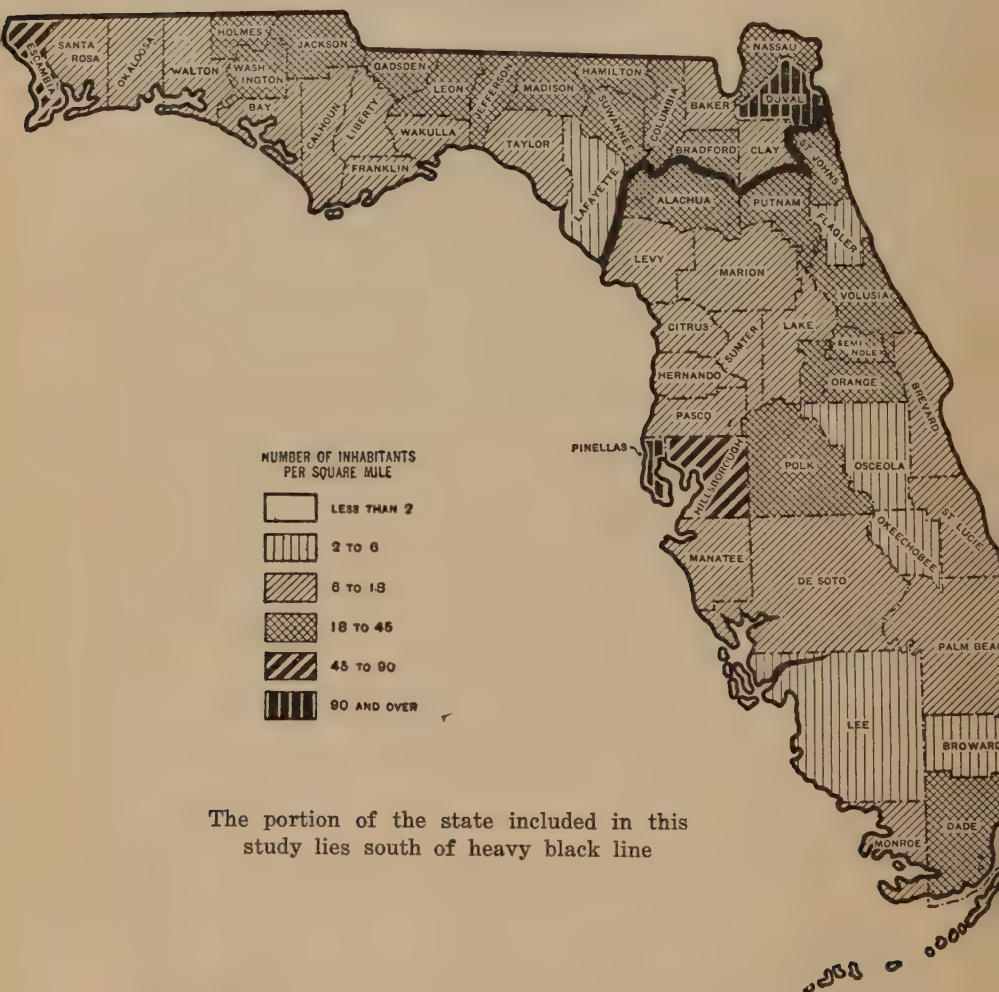 HOLMES
NASSAU
ESCAMBIA
SANTA
ROSA
OKALOOSA
WALTON
WASH-
INGTON
JACKSON
GADSDEN
LEON
JEFFERSON
MADISON
HAMILTON
SUWANNEE
COLUMBIA
BAKER
DUVAL
BAY
CALHOUN
LIBERTY
WAKULLA
FRANKLIN
TAYLOR
LAFAYETTE
BRADFORD
CLAY
ST. JOHNS
ALACHUA
PUTNAM
FLAGLER
LEVY
MARION
VOLUSIA
CITRUS
SUMTER
LAKE
SEMI-
NOLE
HERNANDO
ORANGE
BREVARD
PASCO
PINELLAS
HILLSBOROUGH
POLK
OSCEOLA
MANATEE
DE SOTO
OKEECHOBEE
ST. LUCIE
PALM BEAC
LEE
BROWARD
MONROE
DADE
NUMBER OF INHABITANTS
PER SQUARE MILE
LESS THAN 2
2 TO 6
6 TO 18
18 TO 45
45 TO 90
90 AND OVER
The portion of the state included in this
study lies south of heavy black line